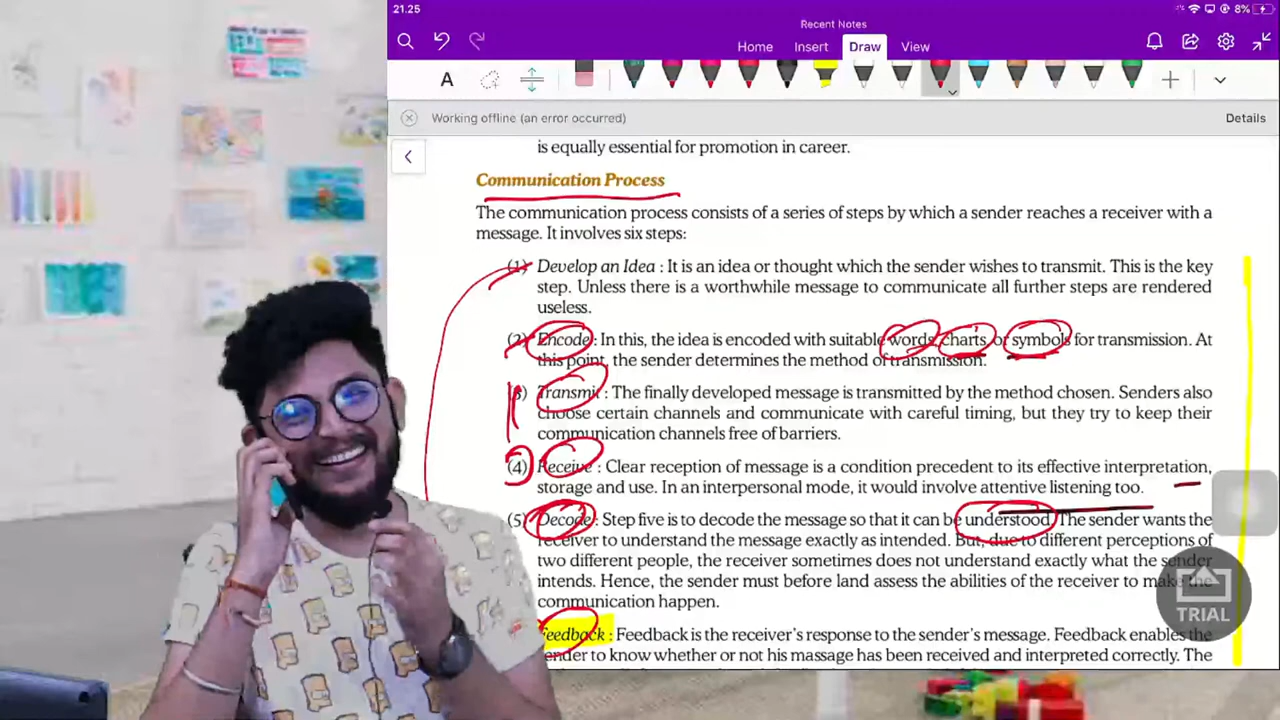 21.25
8%
Recent Notes
Home Insert Draw View
A
Working offline (an error occurred)
Details
is equally essential for promotion in career.
Communication Process
The communication process consists of a series of steps by which a sender reaches a receiver with a
message. It involves six steps:
(1) Develop an Idea : It is an idea or thought which the sender wishes to transmit. This is the key
step. Unless there is a worthwhile message to communicate all further steps are rendered
useless.
(2) Encode : In this, the idea is encoded with suitable words, charts or symbols for transmission. At
this point, the sender determines the method of transmission.
(3) Transmit : The finally developed message is transmitted by the method chosen. Senders also
choose certain channels and communicate with careful timing, but they try to keep their
communication channels free of barriers.
(4) Receive : Clear reception of message is a condition precedent to its effective interpretation,
storage and use. In an interpersonal mode, it would involve attentive listening too.
(5) Decode : Step five is to decode the message so that it can be understood. The sender wants the
receiver to understand the message exactly as intended. But, due to different perceptions of
two different people, the receiver sometimes does not understand exactly what the sender
intends. Hence, the sender must before land assess the abilities of the receiver to make the
communication happen.
TRIAL
Feedback : Feedback is the receiver's response to the sender's message. Feedback enables the
sender to know whether or not his massage has been received and interpreted correctly. The